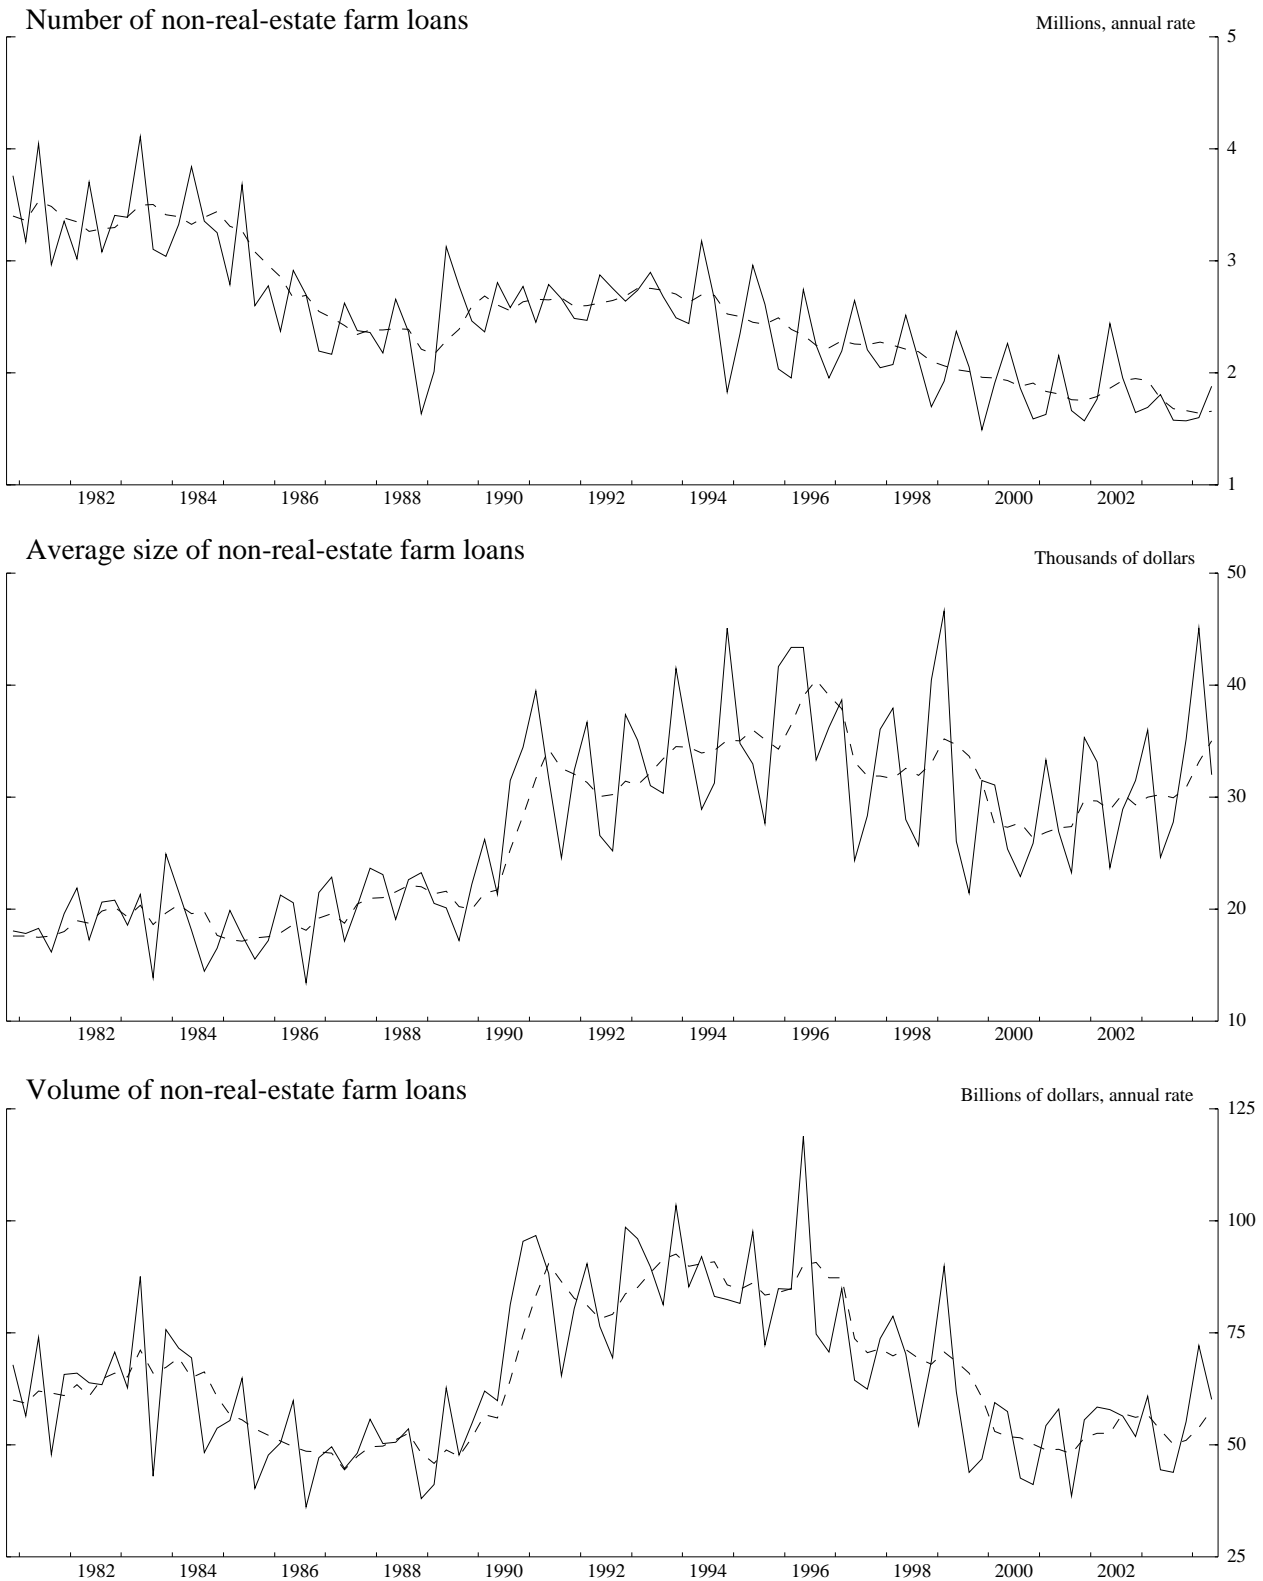 Number of non-real-estate farm loans
Millions, annual rate
5
4
3
2
1
1982 1984 1986 1988 1990 1992 1994 1996 1998 2000 2002
Average size of non-real-estate farm loans
Thousands of dollars
50
40
30
20
10
1982 1984 1986 1988 1990 1992 1994 1996 1998 2000 2002
Volume of non-real-estate farm loans
Billions of dollars, annual rate
125
100
75
50
25
1982 1984 1986 1988 1990 1992 1994 1996 1998 2000 2002